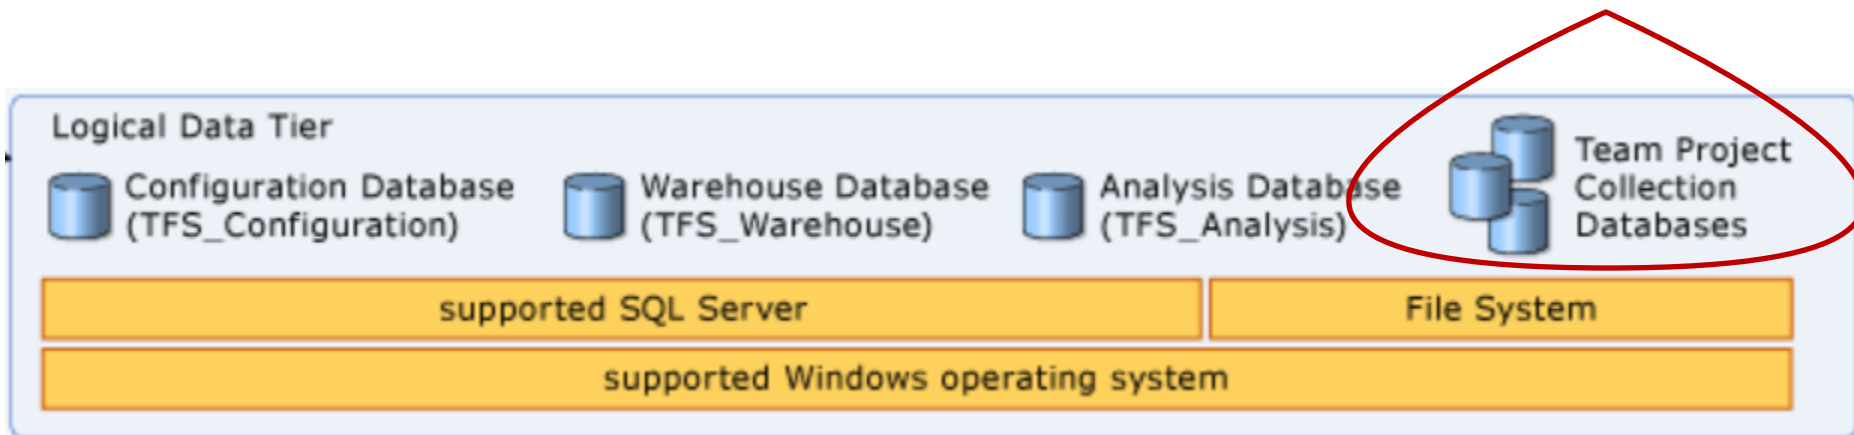 Logical Data Tier
Configuration Database
(TFS_Configuration)
Warehouse Database
(TFS_Warehouse)
Analysis Database
(TFS_Analysis)
Team Project
Collection
Databases
supported SQL Server
File System
supported Windows operating system